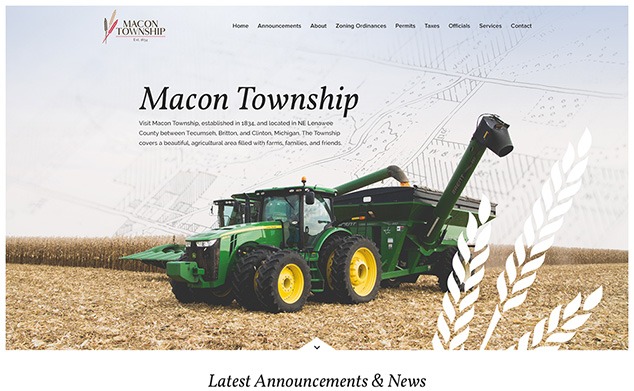 MACON
TOWNSHIP
Est. 1834
Home Announcements About Zoning Ordinances Permits Taxes Officials Services Contact
Macon Township
Visit Macon Township, established in 1834, and located in NE Lenawee
County between Tecumseh, Britton, and Clinton, Michigan. The Township
covers a beautiful, agricultural area filled with farms, families, and friends.
Latest Announcements & News